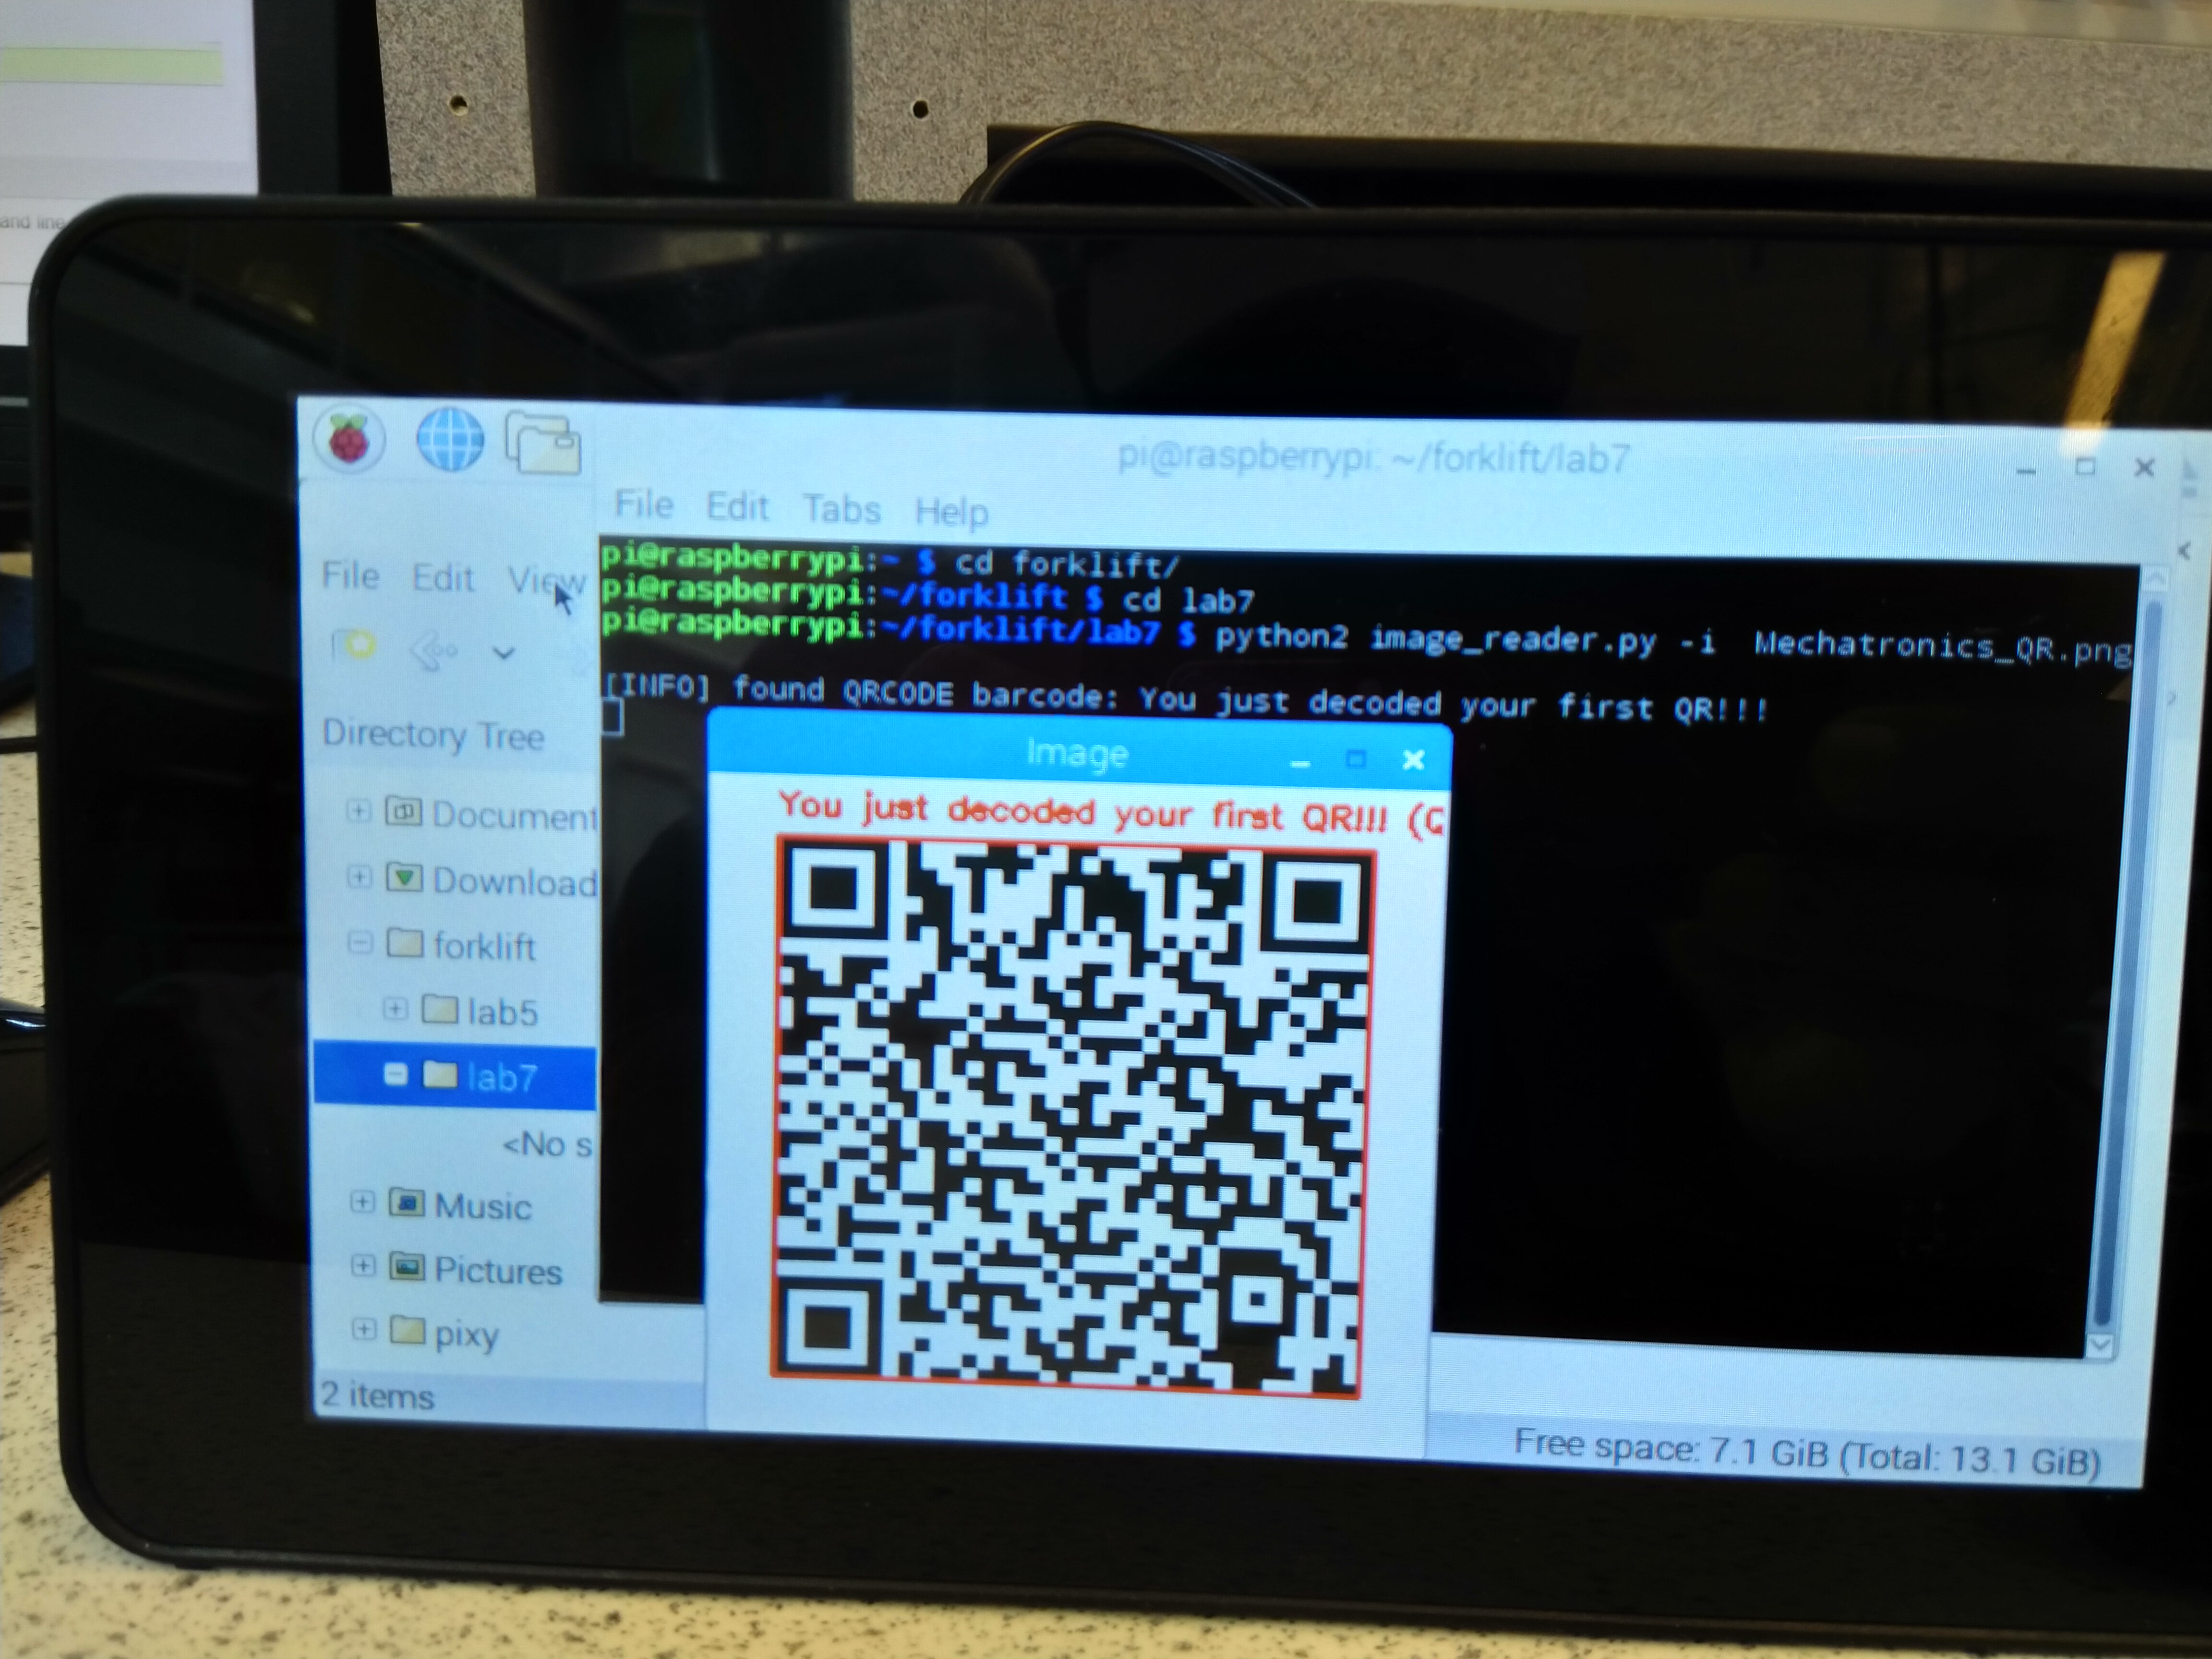 and line
pi@raspberrypi: ~/forklift/lab7
File Edit Tabs Help
File Edit View
pi@raspberrypi:~ $ cd forklift/
pi@raspberrypi:~/forklift $ cd lab7
pi@raspberrypi:~/forklift/lab7 $ python2 image_reader.py -i  Mechatronics_QR.png
[INFO] found QRCODE barcode: You just decoded your first QR!!!
Directory Tree
Document
Download
forklift
lab5
lab7
<No s
Music
Pictures
pixy
2 items
Image
You just decoded your first QR!!! (Q
Free space: 7.1 GiB (Total: 13.1 GiB)